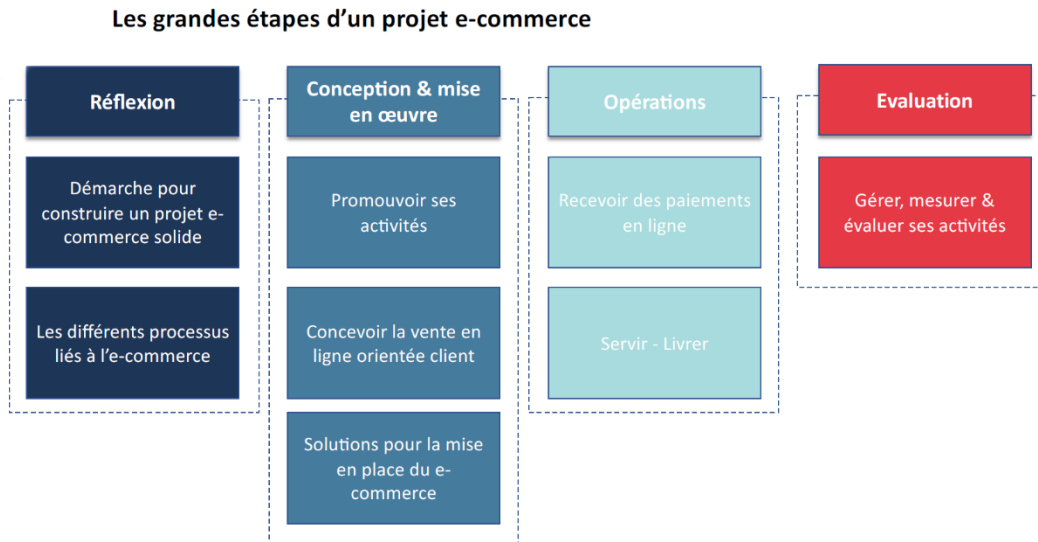 Les grandes étapes d'un projet e-commerce
Réflexion
Démarche pour
construire un projet e-
commerce solide
Les différents processus
liés à l'e-commerce
Conception & mise
en œuvre
Promouvoir ses
activités
Concevoir la vente en
ligne orientée client
Solutions pour la mise
en place du e-
commerce
Opérations
Recevoir des paiements
en ligne
Servir - Livrer
Evaluation
Gérer, mesurer &
évaluer ses activités